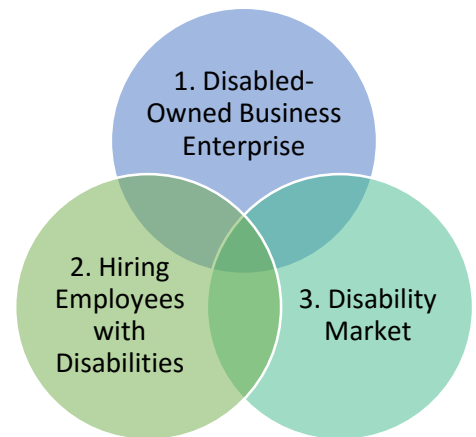 1. Disabled-
Owned Business
Enterprise
2. Hiring
Employees
with
Disabilities
3. Disability
Market